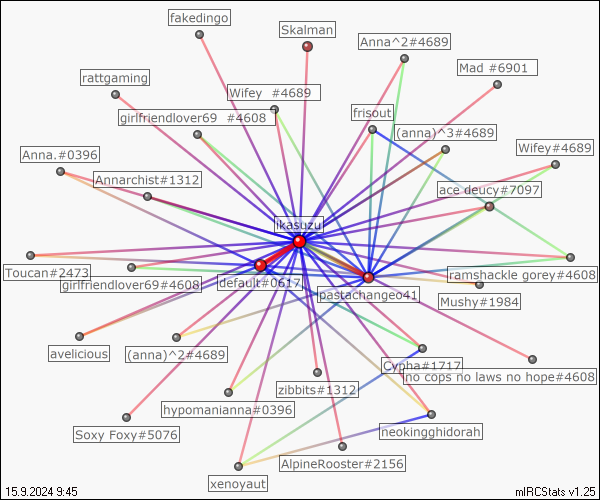 fakedingo
Skalman
Anna^2#4689
Mad #6901
rattgaming
Wifey  #4689
girlfriendlover69  #4608
frisout
(anna)^3#4689
Wifey#4689
Anna.#0396
Annarchist#1312
ace deucy#7097
ikasuzu
Toucan#2473
girlfriendlover69#4608
default#0617
pastachangeo41
ramshackle gorey#4608
Mushy#1984
avelicious
(anna)^2#4689
Cypha#1717
no cops no laws no hope#4608
zibbits#1312
hypomanianna#0396
Soxy Foxy#5076
neokingghidorah
AlpineRooster#2156
xenoyaut
15.9.2024 9:45
mIRCStats v1.25